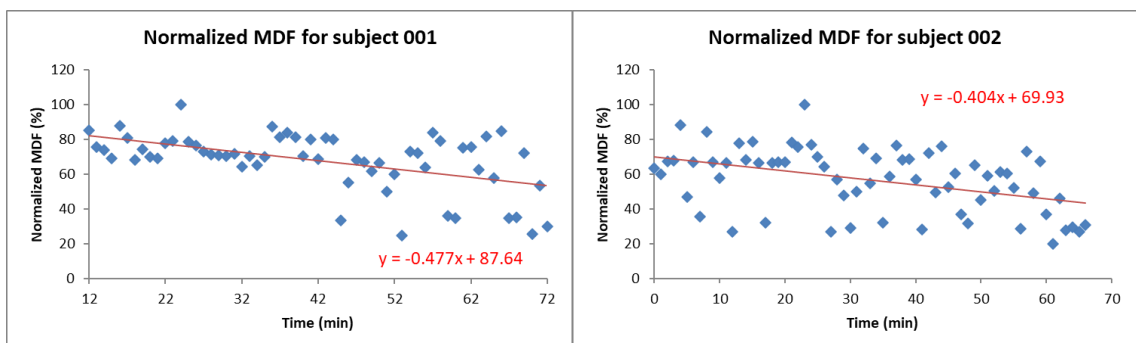 Normalized MDF for subject 001
Normalized MDF (%)
120
100
80
60
40
20
0
y = -0.477x + 87.64
12 22 32 42 52 62 72
Time (min)
Normalized MDF for subject 002
Normalized MDF (%)
120
100
80
60
40
20
0
y = -0.404x + 69.93
0 10 20 30 40 50 60 70
Time (min)